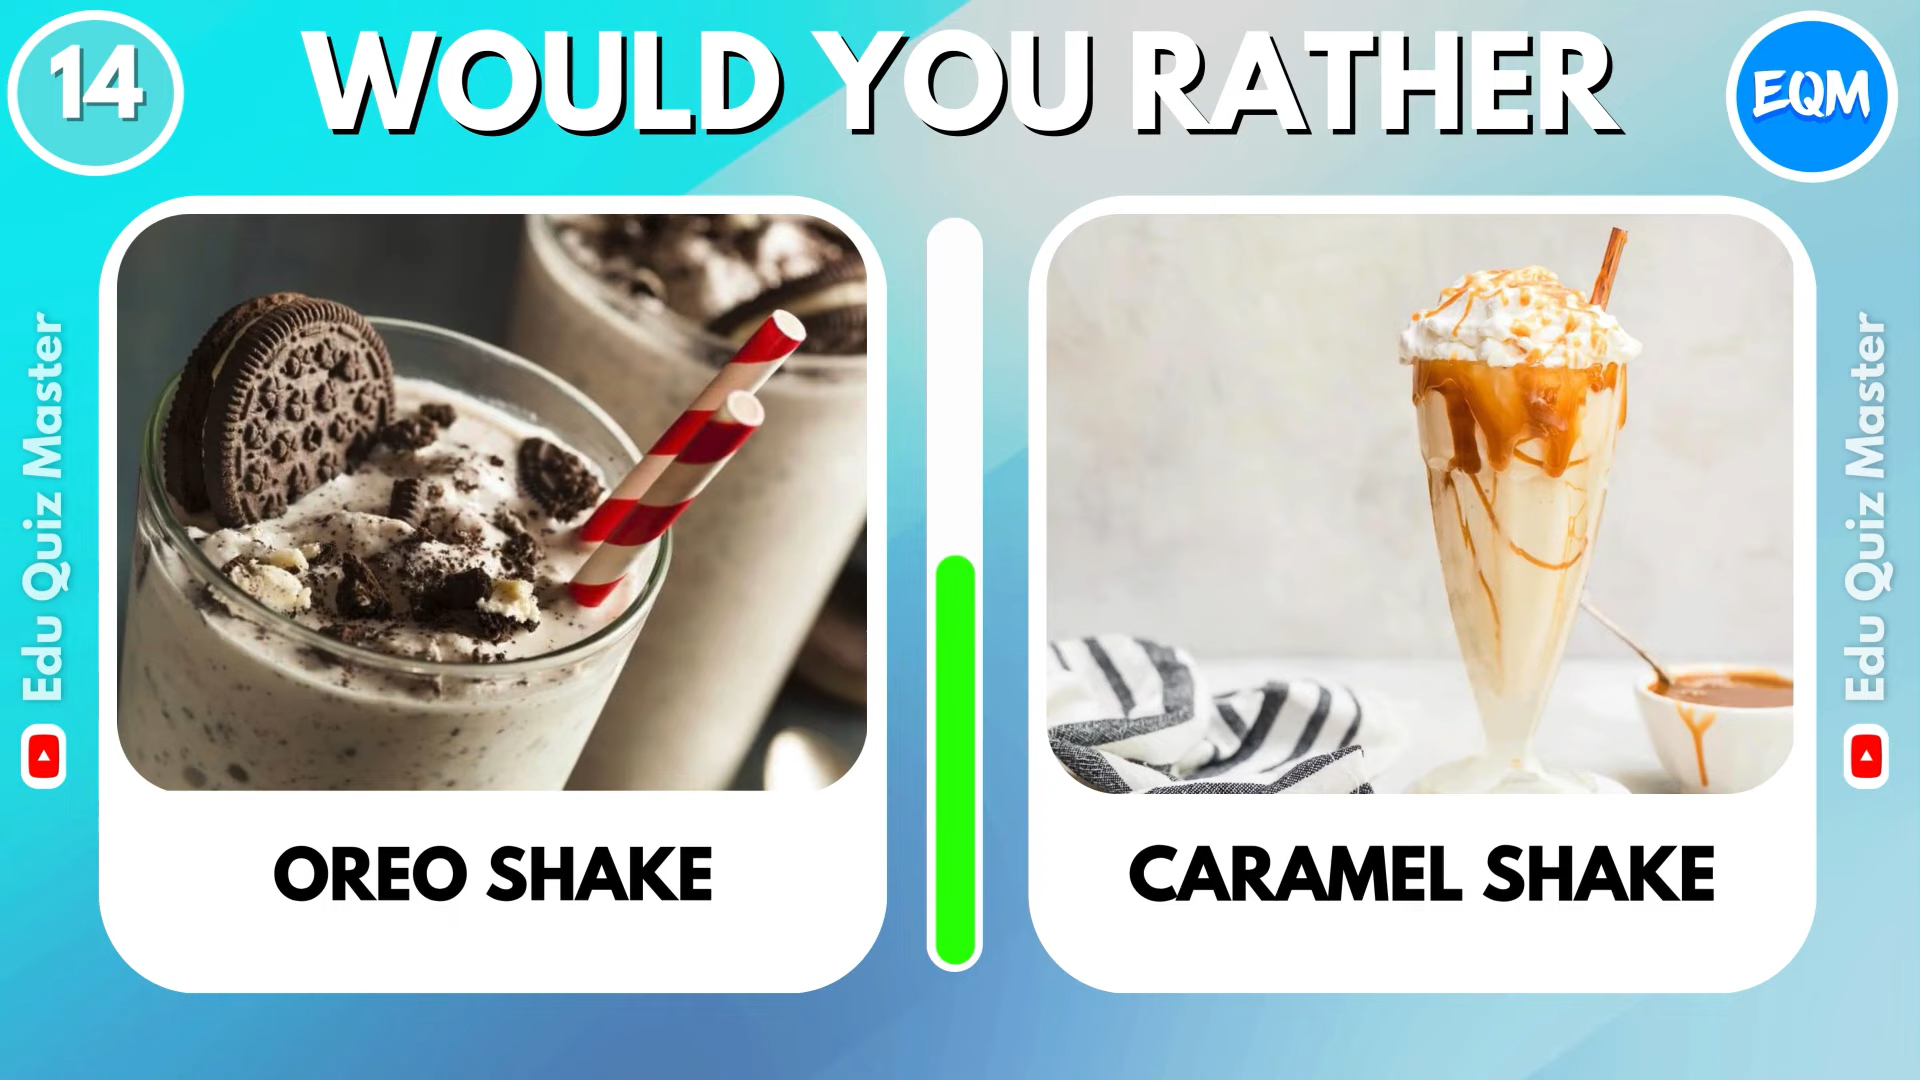 14
WOULD YOU RATHER
EQM
Edu Quiz Master
Edu Quiz Master
OREO SHAKE
CARAMEL SHAKE